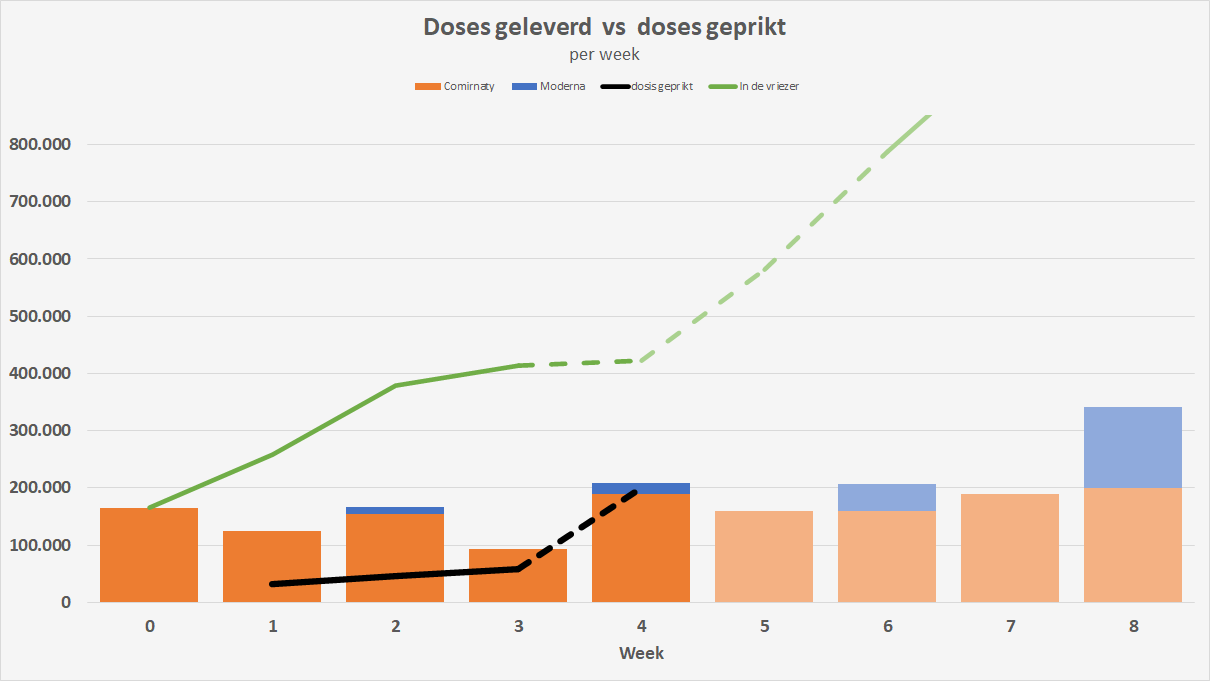 Doses geleverd vs doses geprikt
per week
Comirnaty Moderna dosis geprikt In de vriezer
800.000
700.000
600.000
500.000
400.000
300.000
200.000
100.000
0
0 1 2 3 4 5 6 7 8
Week